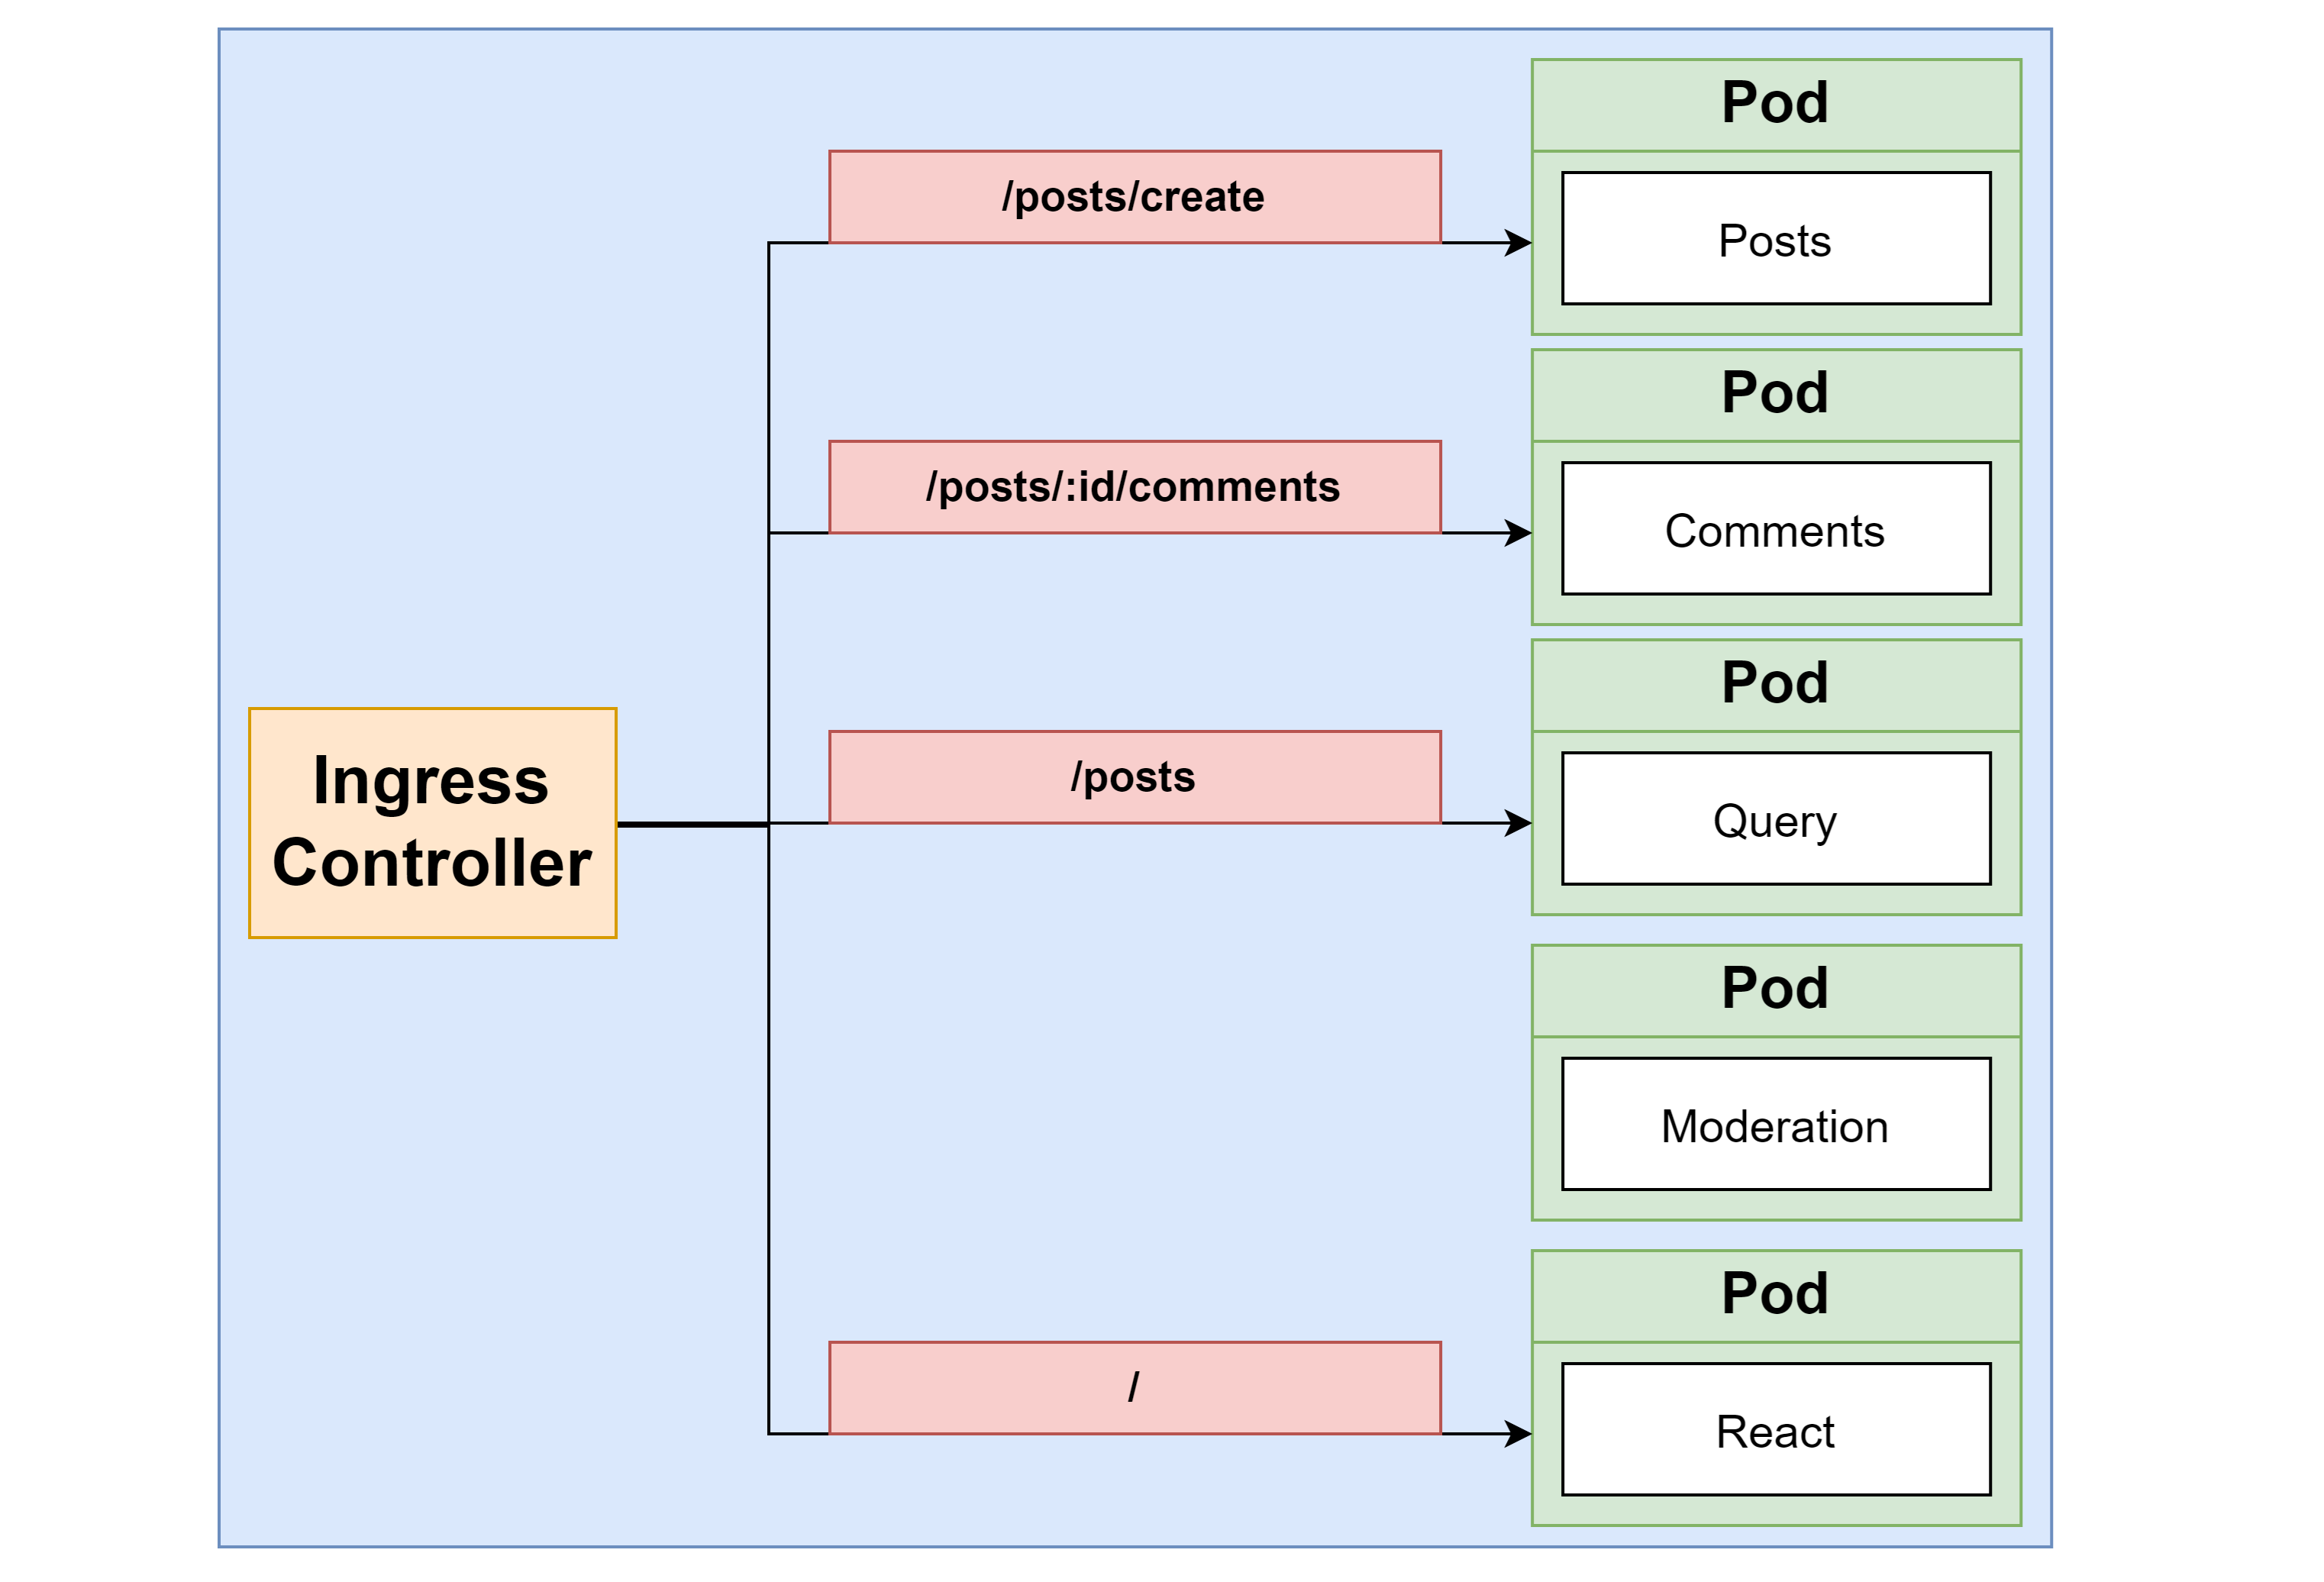 Pod
/posts/create
Posts
Pod
/posts/:id/comments
Comments
Pod
/posts
Query
Ingress
Controller
Pod
Moderation
Pod
/
React